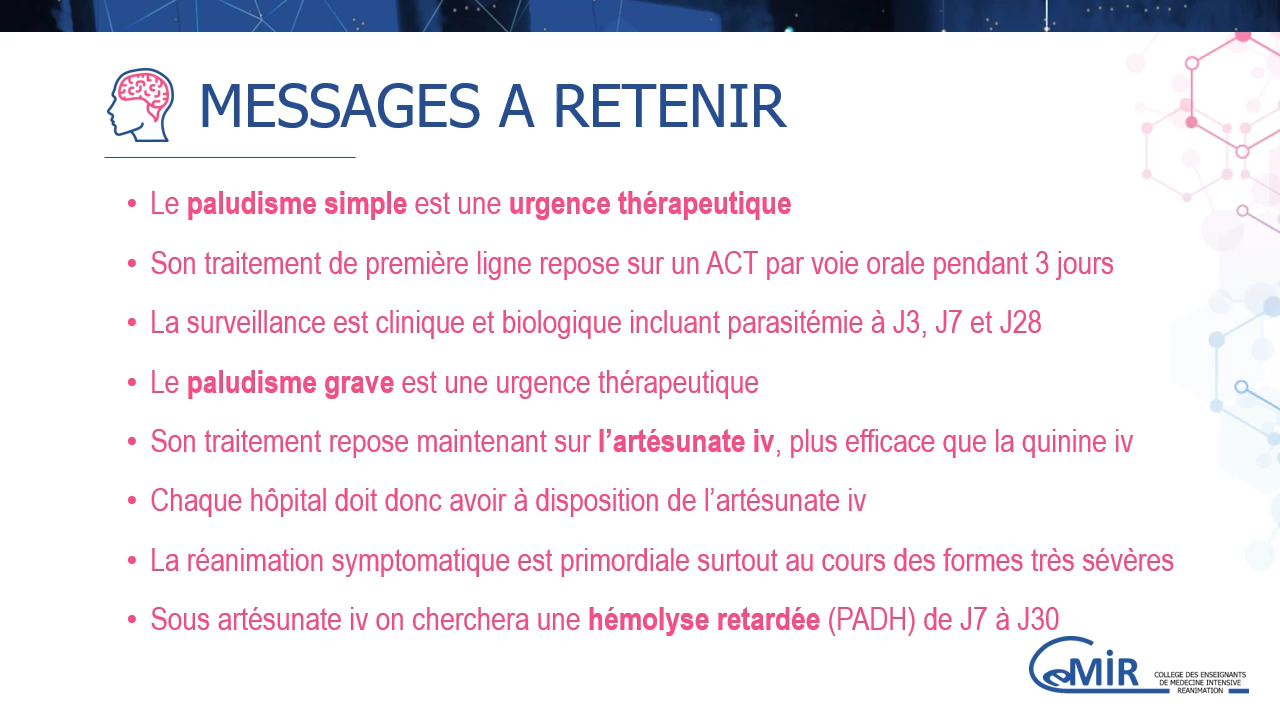 MESSAGES A RETENIR
• Le paludisme simple est une urgence thérapeutique
• Son traitement de première ligne repose sur un ACT par voie orale pendant 3 jours
• La surveillance est clinique et biologique incluant parasitémie à J3, J7 et J28
• Le paludisme grave est une urgence thérapeutique
• Son traitement repose maintenant sur l’artésunate iv, plus efficace que la quinine iv
• Chaque hôpital doit donc avoir à disposition de l’artésunate iv
• La réanimation symptomatique est primordiale surtout au cours des formes très sévères
• Sous artésunate iv on cherchera une hémolyse retardée (PADH) de J7 à J30
CeMIR
COLLEGE DES ENSEIGNANTS
DE MEDECINE INTENSIVE
REANIMATION